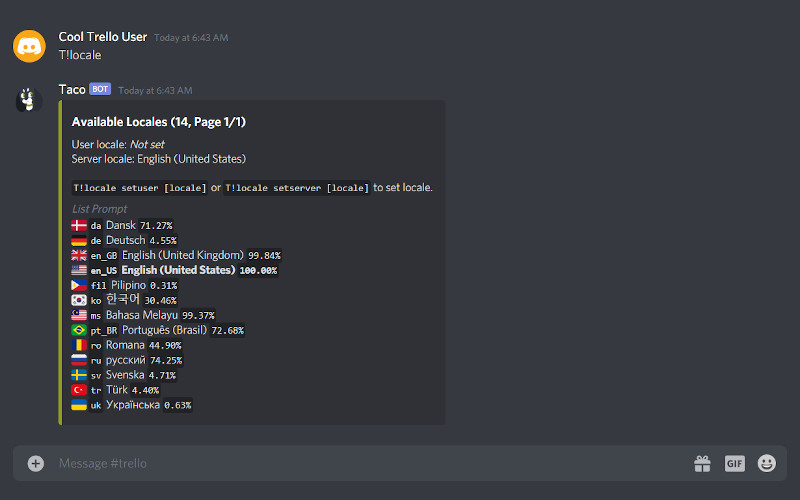 Cool Trello User Today at 6:43 AM
T!locale
Taco BOT Today at 6:43 AM
Available Locales (14, Page 1/1)
User locale: Not set
Server locale: English (United States)
T!locale setuser [locale] or T!locale setserver [locale] to set locale.
List Prompt
da Dansk 71.27%
de Deutsch 4.55%
en_GB English (United Kingdom) 99.84%
en_US English (United States) 100.00%
fil Pilipino 0.31%
ko 한국어 30.46%
ms Bahasa Melayu 99.37%
pt_BR Português (Brasil) 72.68%
ro Romana 44.90%
ru русский 74.25%
sv Svenska 4.71%
tr Türk 4.40%
uk Українська 0.63%
Message #trello
GIF